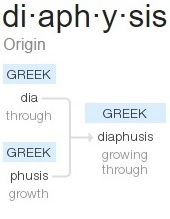 di·aph·y·sis
Origin
GREEK
dia
through
GREEK
phusis
growth
GREEK
diaphusis
growing
through